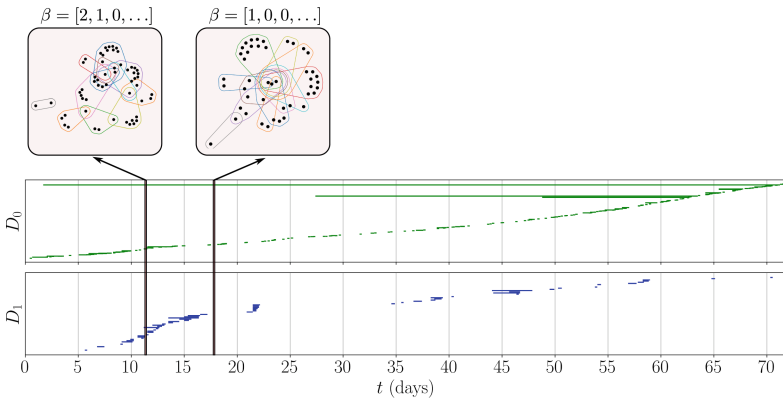 β = [2, 1, 0, . . .]
β = [1, 0, 0, . . .]
D₀
D₁
0 5 10 15 20 25 30 35 40 45 50 55 60 65 70
t (days)